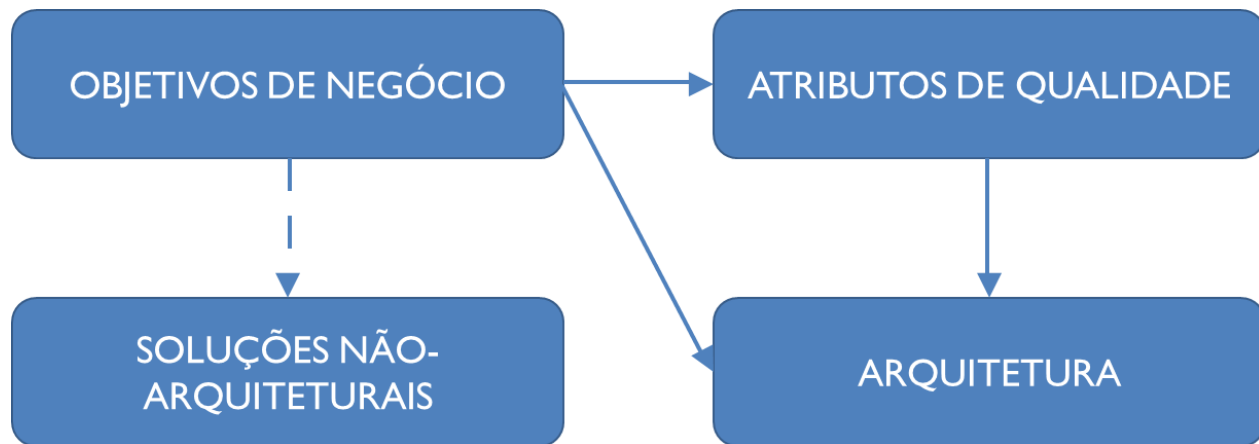 OBJETIVOS DE NEGÓCIO
ATRIBUTOS DE QUALIDADE
SOLUÇÕES NÃO-
ARQUITETURAIS
ARQUITETURA